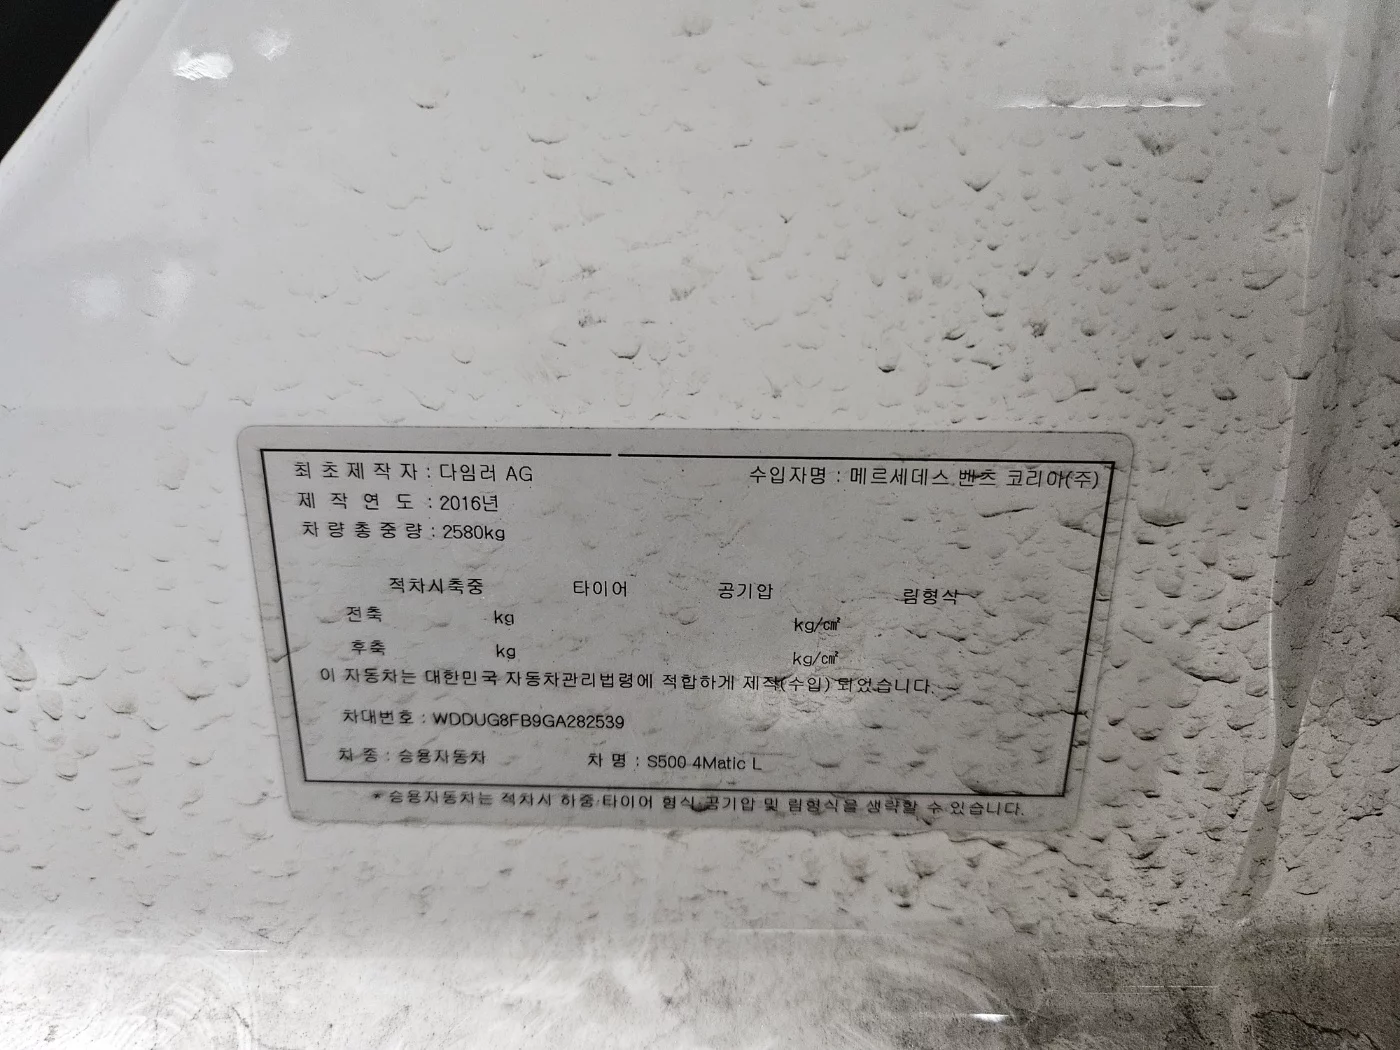 최초제작자 : 다임러 AG 수입자명 : 메르세데스 벤츠 코리아(주)
제 작 연 도 : 2016년
차량총중량 : 2580kg
적차시축중 타이어 공기압 림형식
전축 kg kg/㎠
후축 kg kg/㎠
이 자동차는 대한민국 자동차관리법령에 적합하게 제작(수입) 되었습니다.
차대번호 : WDDUG8FB9GA282539
차 종 : 승용자동차 차 명 : S500 4Matic L
* 승용자동차는 적차시 하중,타이어 형식,공기압 및 림형식을 생략할 수 있습니다.